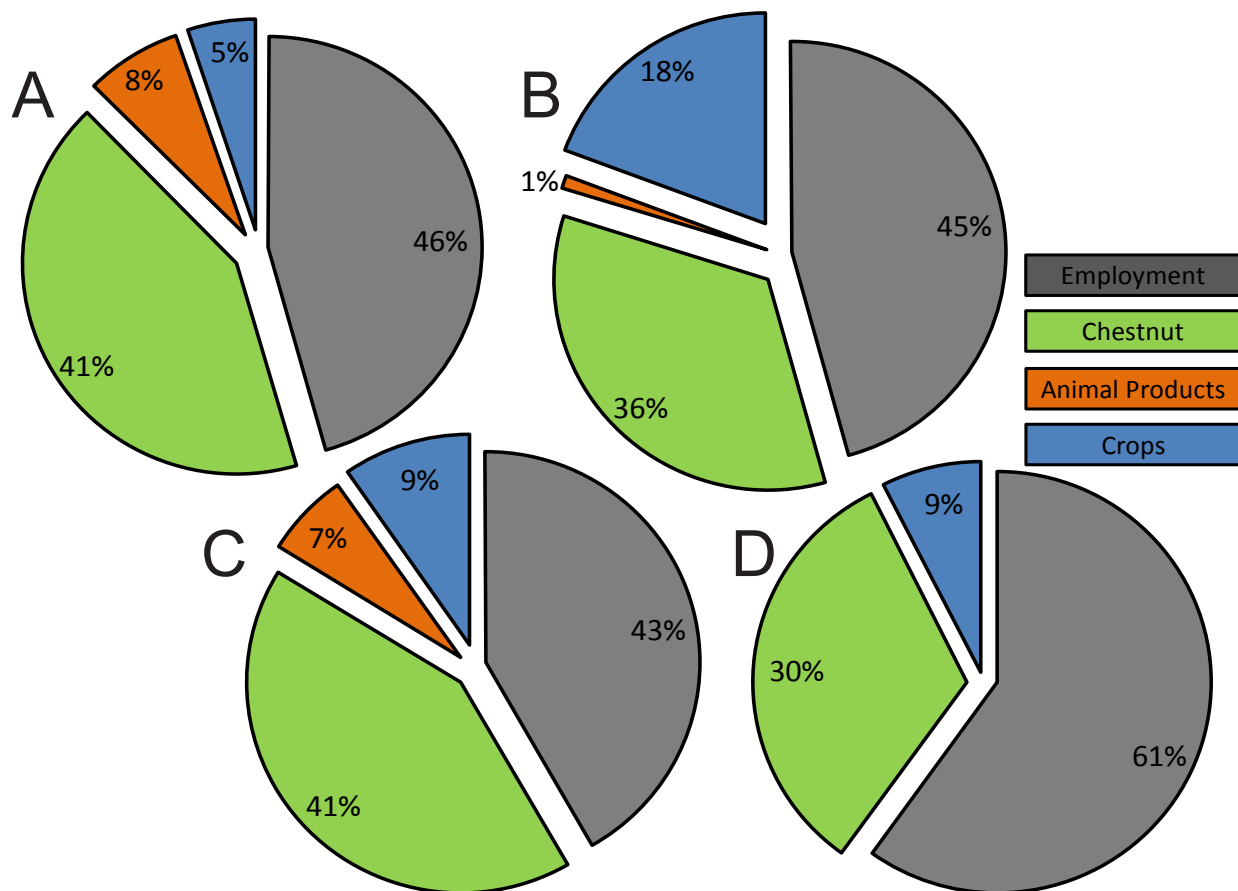 A
5%
8%
46%
41%
B
18%
1%
45%
36%
Employment
Chestnut
Animal Products
Crops
C
9%
7%
43%
41%
D
9%
30%
61%